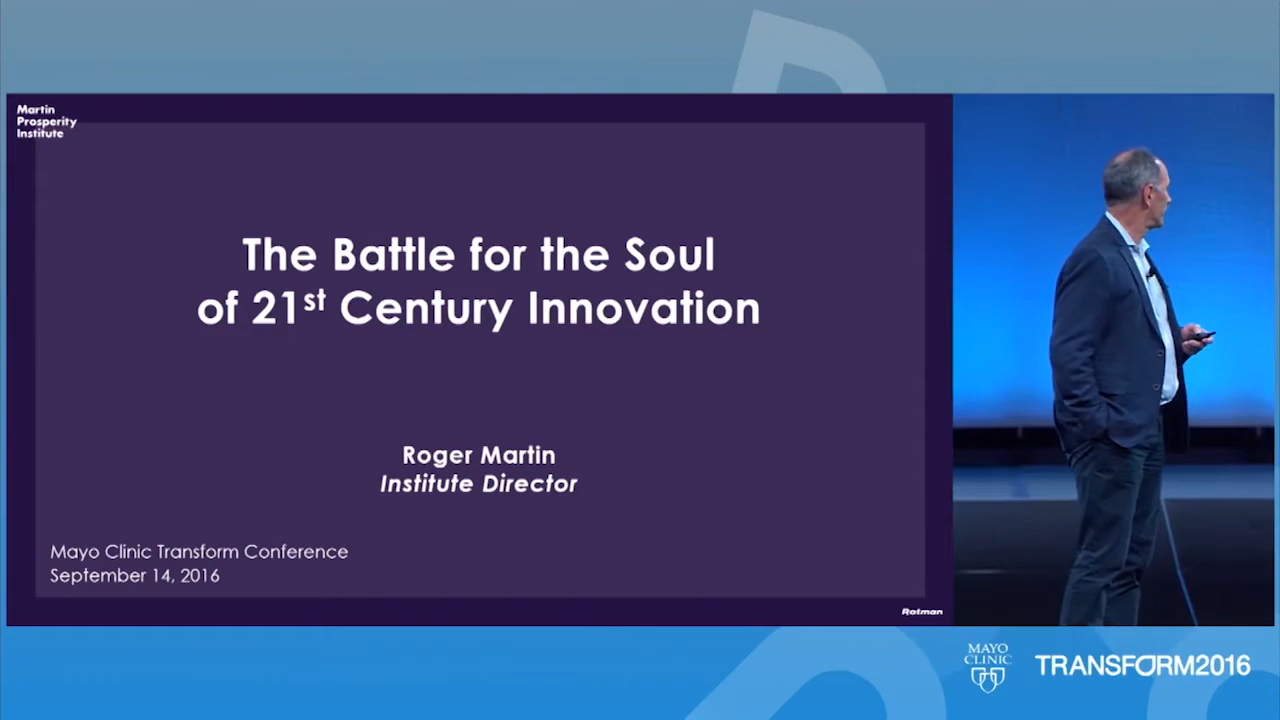 Martin
Prosperity
Institute
The Battle for the Soul
of 21st Century Innovation
Roger Martin
Institute Director
Mayo Clinic Transform Conference
September 14, 2016
Rotman
MAYO
CLINIC
TRANSFORM2016